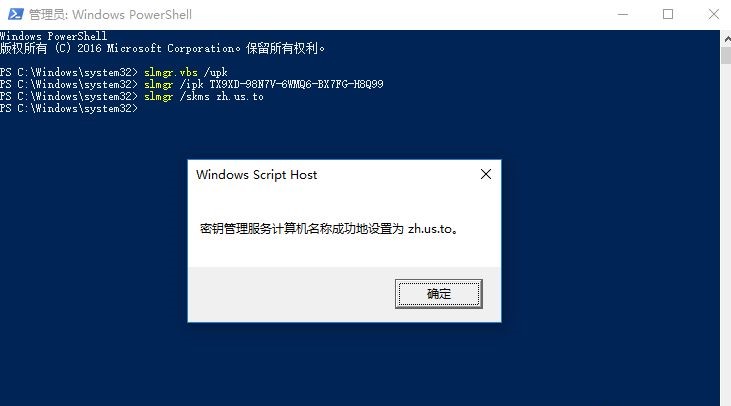 管理员: Windows PowerShell
Windows PowerShell
版权所有 (C) 2016 Microsoft Corporation。保留所有权利。
PS C:\Windows\system32> slmgr.vbs /upk
PS C:\Windows\system32> slmgr /ipk TX9XD-98N7V-6WMQ6-BX7FG-H8Q99
PS C:\Windows\system32> slmgr /skms zh.us.to
PS C:\Windows\system32>
Windows Script Host
密钥管理服务计算机名称成功地设置为 zh.us.to。
确定